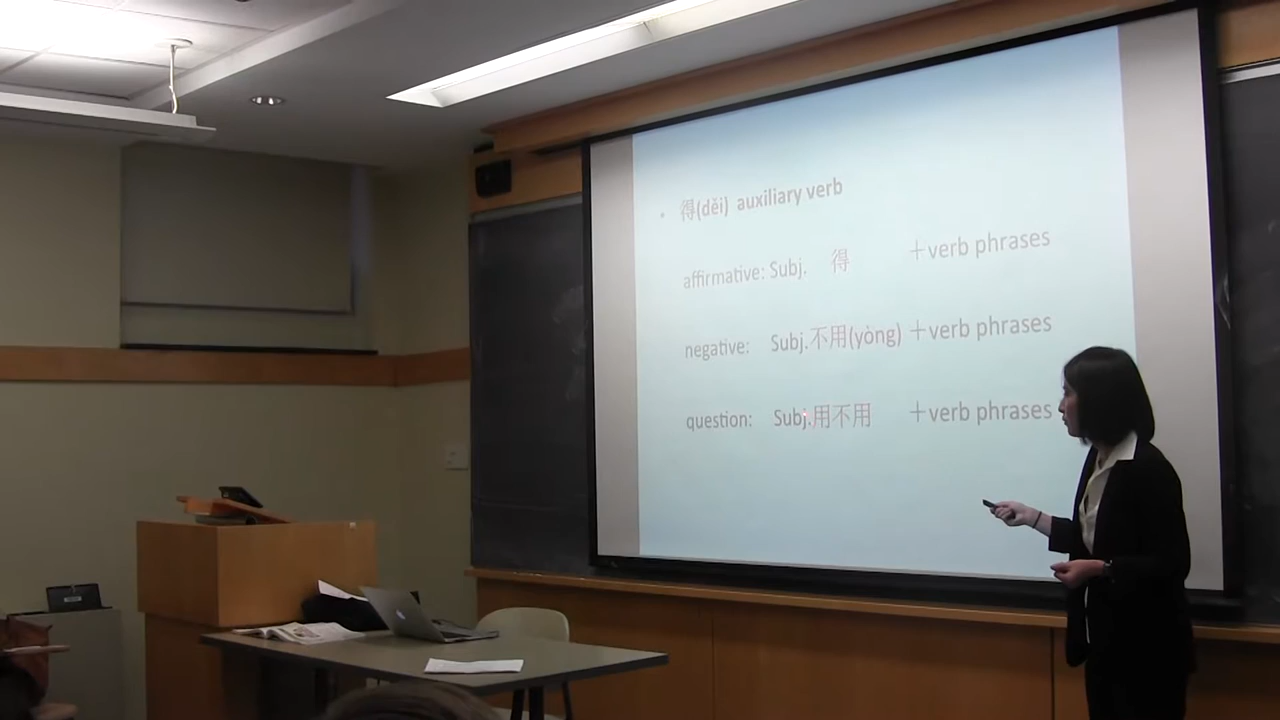 • 得(děi) auxiliary verb
affirmative: Subj. 得 +verb phrases
negative: Subj.不用(yòng) +verb phrases
question: Subj.用不用 +verb phrases